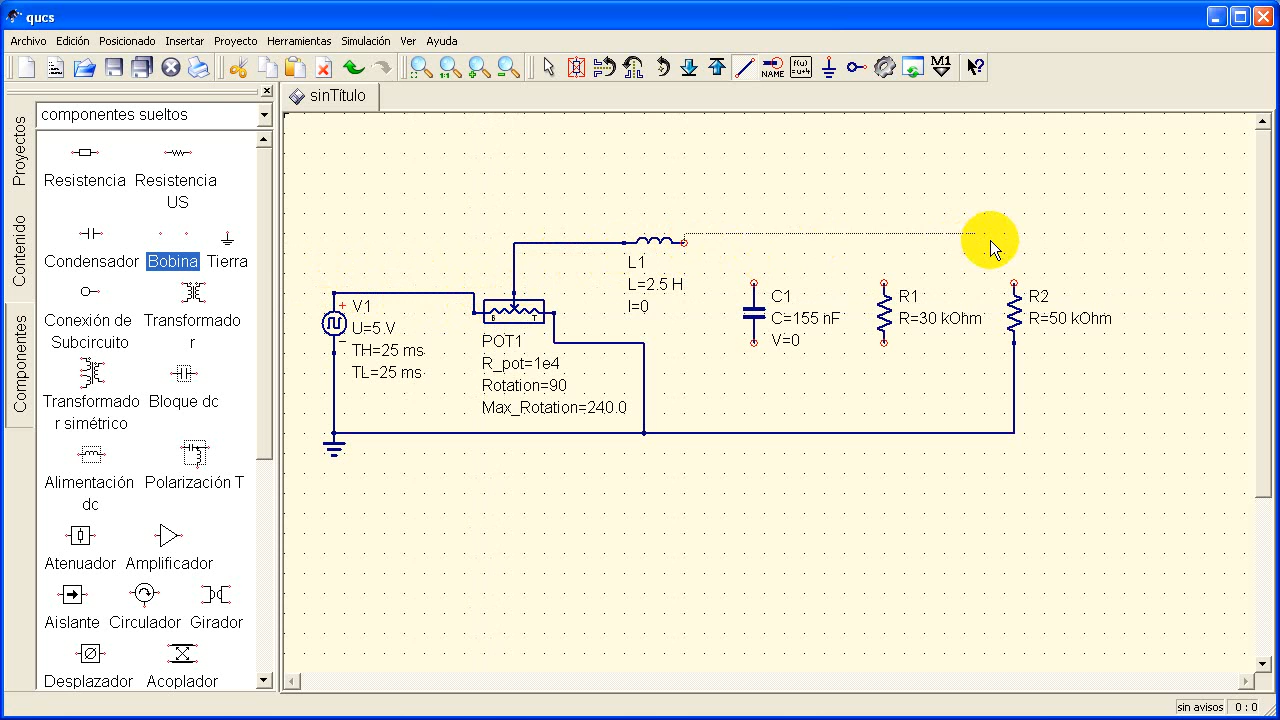 qucs
Archivo Edición Posicionado Insertar Proyecto Herramientas Simulación Ver Ayuda
1:1
NAME
f(ω)
=u+4
M1
sinTítulo
Proyectos
Contenido
Componentes
componentes sueltos
Resistencia Resistencia
US
Condensador Bobina Tierra
Conexión de Transformado
Subcircuito r
Transformado Bloque dc
r simétrico
Alimentación Polarización T
dc
Atenuador Amplificador
Aislante Circulador Girador
Desplazador Acoplador
V1
U=5 V
TH=25 ms
TL=25 ms
B T
POT1
R_pot=1e4
Rotation=90
Max_Rotation=240.0
L1
L=2.5 H
I=0
C1
C=155 nF
V=0
R1
R=30 kOhm
R2
R=50 kOhm
sin avisos 0 : 0